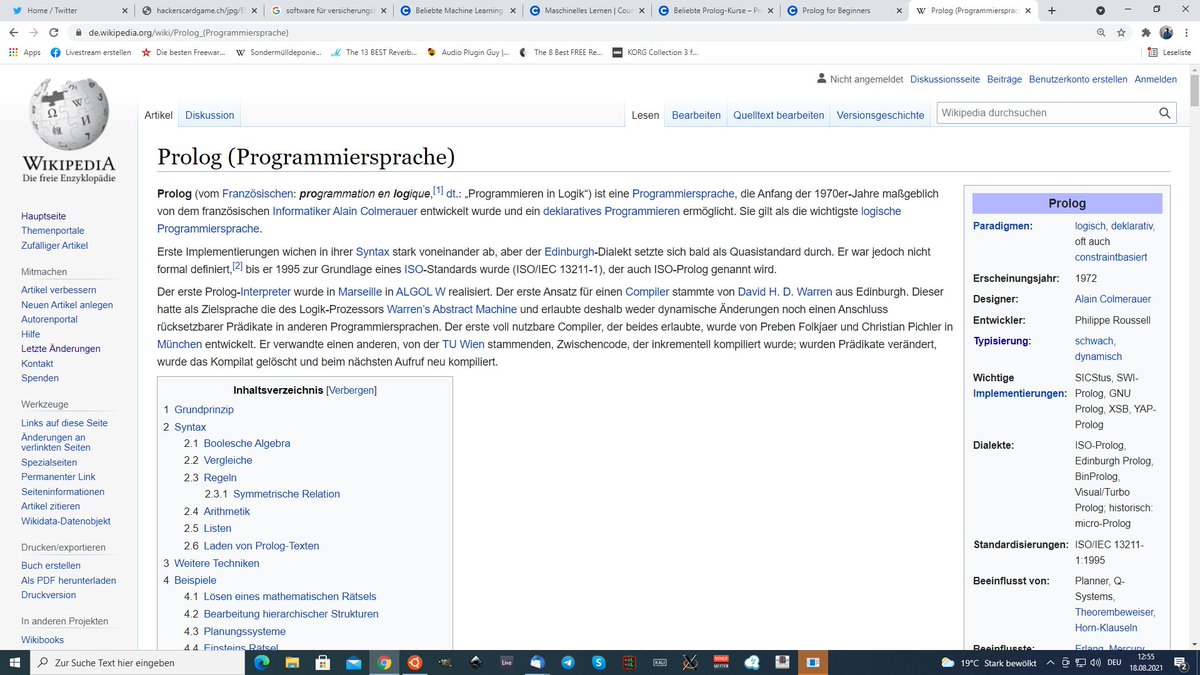 Home / Twitter
hackerscardgame.ch/jpg/E
software für versicherungs
Beliebte Machine Learning
Maschinelles Lernen | Cou
Beliebte Prolog-Kurse – Pr
Prolog for Beginners
Prolog (Programmiersprac
de.wikipedia.org/wiki/Prolog_(Programmiersprache)
Apps
Livestream erstellen
Die besten Freewar...
Sondermülldeponie...
The 13 BEST Reverb...
Audio Plugin Guy |...
The 8 Best FREE Re...
KORG Collection 3 f...
Leseliste
Nicht angemeldet Diskussionsseite Beiträge Benutzerkonto erstellen Anmelden
Artikel Diskussion
Lesen Bearbeiten Quelltext bearbeiten Versionsgeschichte
Wikipedia durchsuchen
WIKIPEDIA
Die freie Enzyklopädie
Hauptseite
Themenportale
Zufälliger Artikel
Mitmachen
Artikel verbessern
Neuen Artikel anlegen
Autorenportal
Hilfe
Letzte Änderungen
Kontakt
Spenden
Werkzeuge
Links auf diese Seite
Änderungen an
verlinkten Seiten
Spezialseiten
Permanenter Link
Seiteninformationen
Artikel zitieren
Wikidata-Datenobjekt
Drucken/exportieren
Buch erstellen
Als PDF herunterladen
Druckversion
In anderen Projekten
Wikibooks
Prolog (Programmiersprache)
Prolog (vom Französischen: programmation en logique,[1] dt.: „Programmieren in Logik“) ist eine Programmiersprache, die Anfang der 1970er-Jahre maßgeblich
von dem französischen Informatiker Alain Colmerauer entwickelt wurde und ein deklaratives Programmieren ermöglicht. Sie gilt als die wichtigste logische
Programmiersprache.
Erste Implementierungen wichen in ihrer Syntax stark voneinander ab, aber der Edinburgh-Dialekt setzte sich bald als Quasistandard durch. Er war jedoch nicht
formal definiert,[2] bis er 1995 zur Grundlage eines ISO-Standards wurde (ISO/IEC 13211-1), der auch ISO-Prolog genannt wird.
Der erste Prolog-Interpreter wurde in Marseille in ALGOL W realisiert. Der erste Ansatz für einen Compiler stammte von David H. D. Warren aus Edinburgh. Dieser
hatte als Zielsprache die des Logik-Prozessors Warren's Abstract Machine und erlaubte deshalb weder dynamische Änderungen noch einen Anschluss
rücksetzbarer Prädikate in anderen Programmiersprachen. Der erste voll nutzbare Compiler, der beides erlaubte, wurde von Preben Folkjaer und Christian Pichler in
München entwickelt. Er verwandte einen anderen, von der TU Wien stammenden, Zwischencode, der inkrementell kompiliert wurde; wurden Prädikate verändert,
wurde das Kompilat gelöscht und beim nächsten Aufruf neu kompiliert.
Inhaltsverzeichnis [Verbergen]
1 Grundprinzip
2 Syntax
2.1 Boolesche Algebra
2.2 Vergleiche
2.3 Regeln
2.3.1 Symmetrische Relation
2.4 Arithmetik
2.5 Listen
2.6 Laden von Prolog-Texten
3 Weitere Techniken
4 Beispiele
4.1 Lösen eines mathematischen Rätsels
4.2 Bearbeitung hierarchischer Strukturen
4.3 Planungssysteme
4.4 Einsteins Rätsel
Prolog
Paradigmen: logisch, deklarativ,
oft auch
constraintbasiert
Erscheinungsjahr: 1972
Designer: Alain Colmerauer
Entwickler: Philippe Roussell
Typisierung: schwach,
dynamisch
Wichtige SICStus, SWI-
Implementierungen: Prolog, GNU
Prolog, XSB, YAP-
Prolog
Dialekte: ISO-Prolog,
Edinburgh Prolog,
BinProlog,
Visual/Turbo
Prolog; historisch:
micro-Prolog
Standardisierungen: ISO/IEC 13211-
1:1995
Beeinflusst von: Planner, Q-
Systems,
Theorembeweiser,
Horn-Klauseln
Beeinflusste: Erlang, Mercury,
Zur Suche Text hier eingeben
Live
19°C Stark bewölkt
DEU
12:55
18.08.2021
2